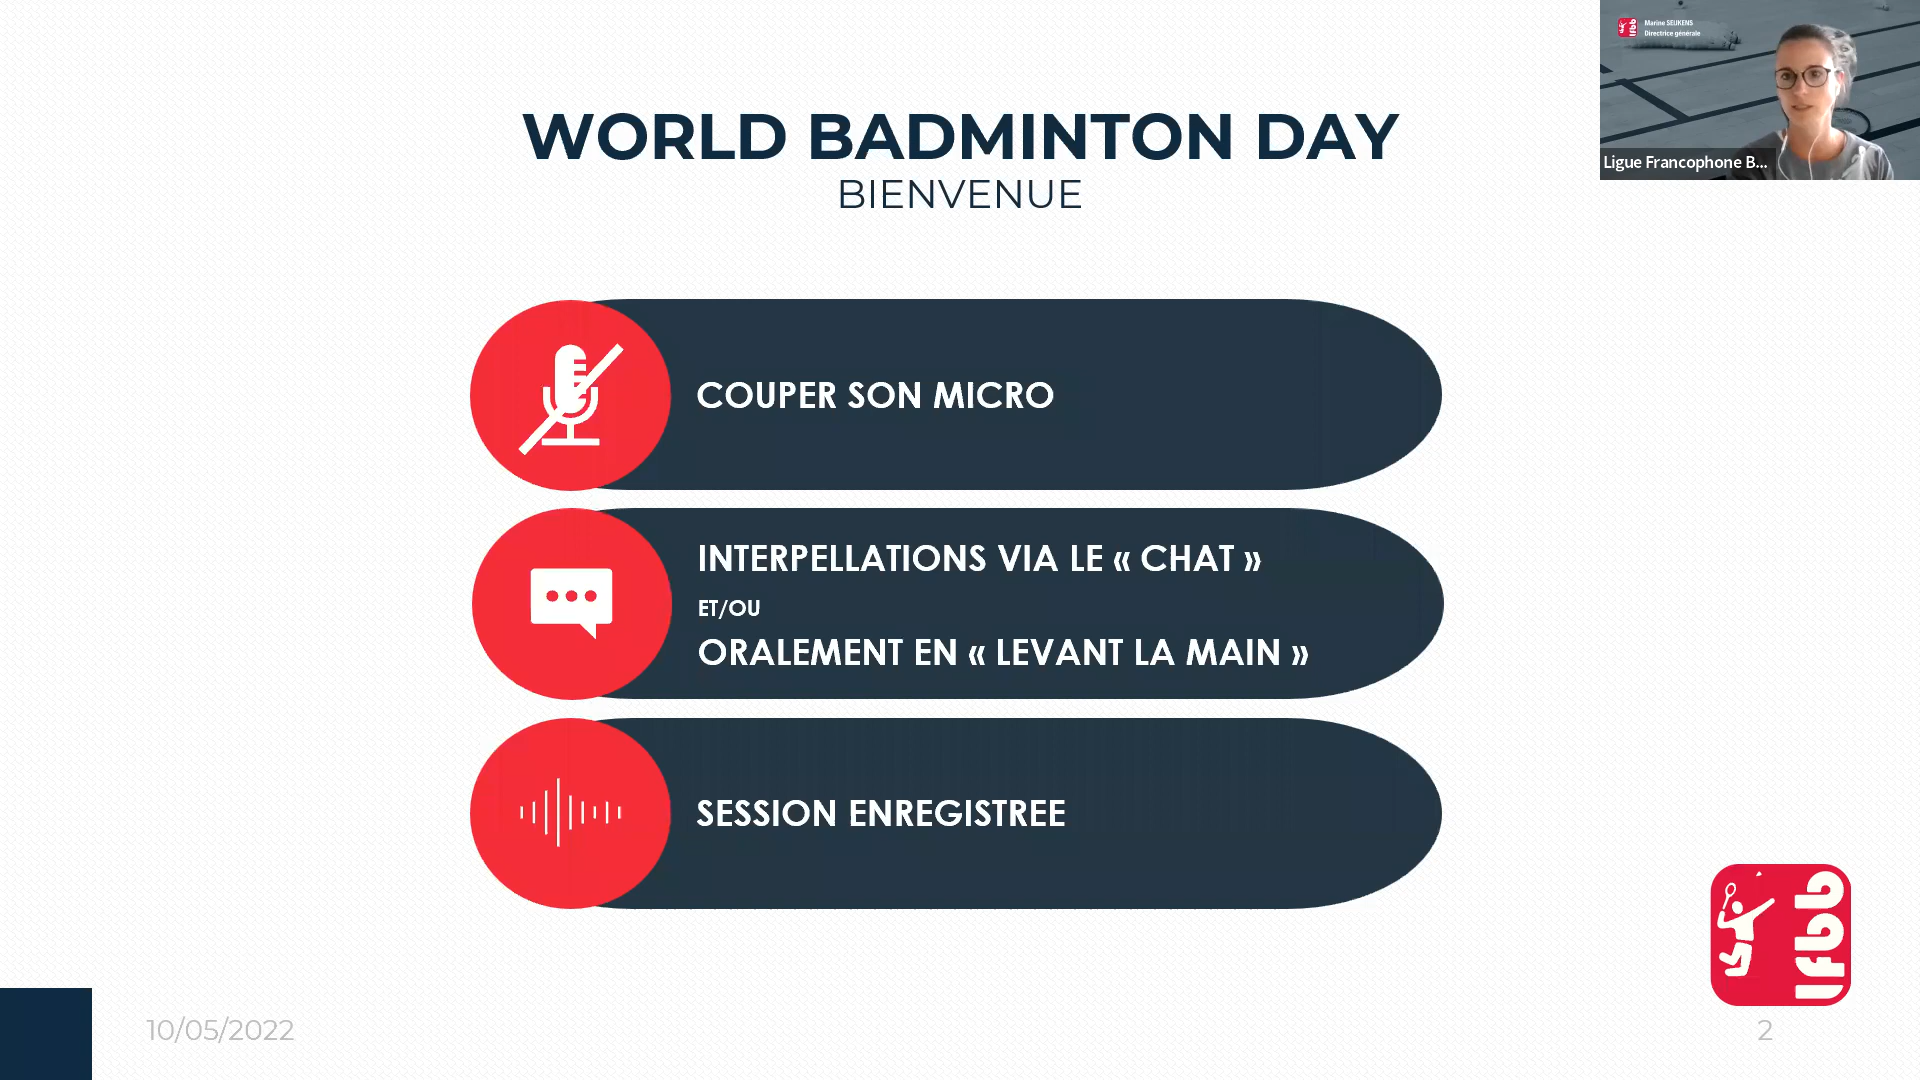 WORLD BADMINTON DAY
BIENVENUE
Marine SEUKENS
Directrice générale
Ligue Francophone B...
COUPER SON MICRO
INTERPELLATIONS VIA LE « CHAT »
ET/OU
ORALEMENT EN « LEVANT LA MAIN »
SESSION ENREGISTREE
lfbb
10/05/2022
2